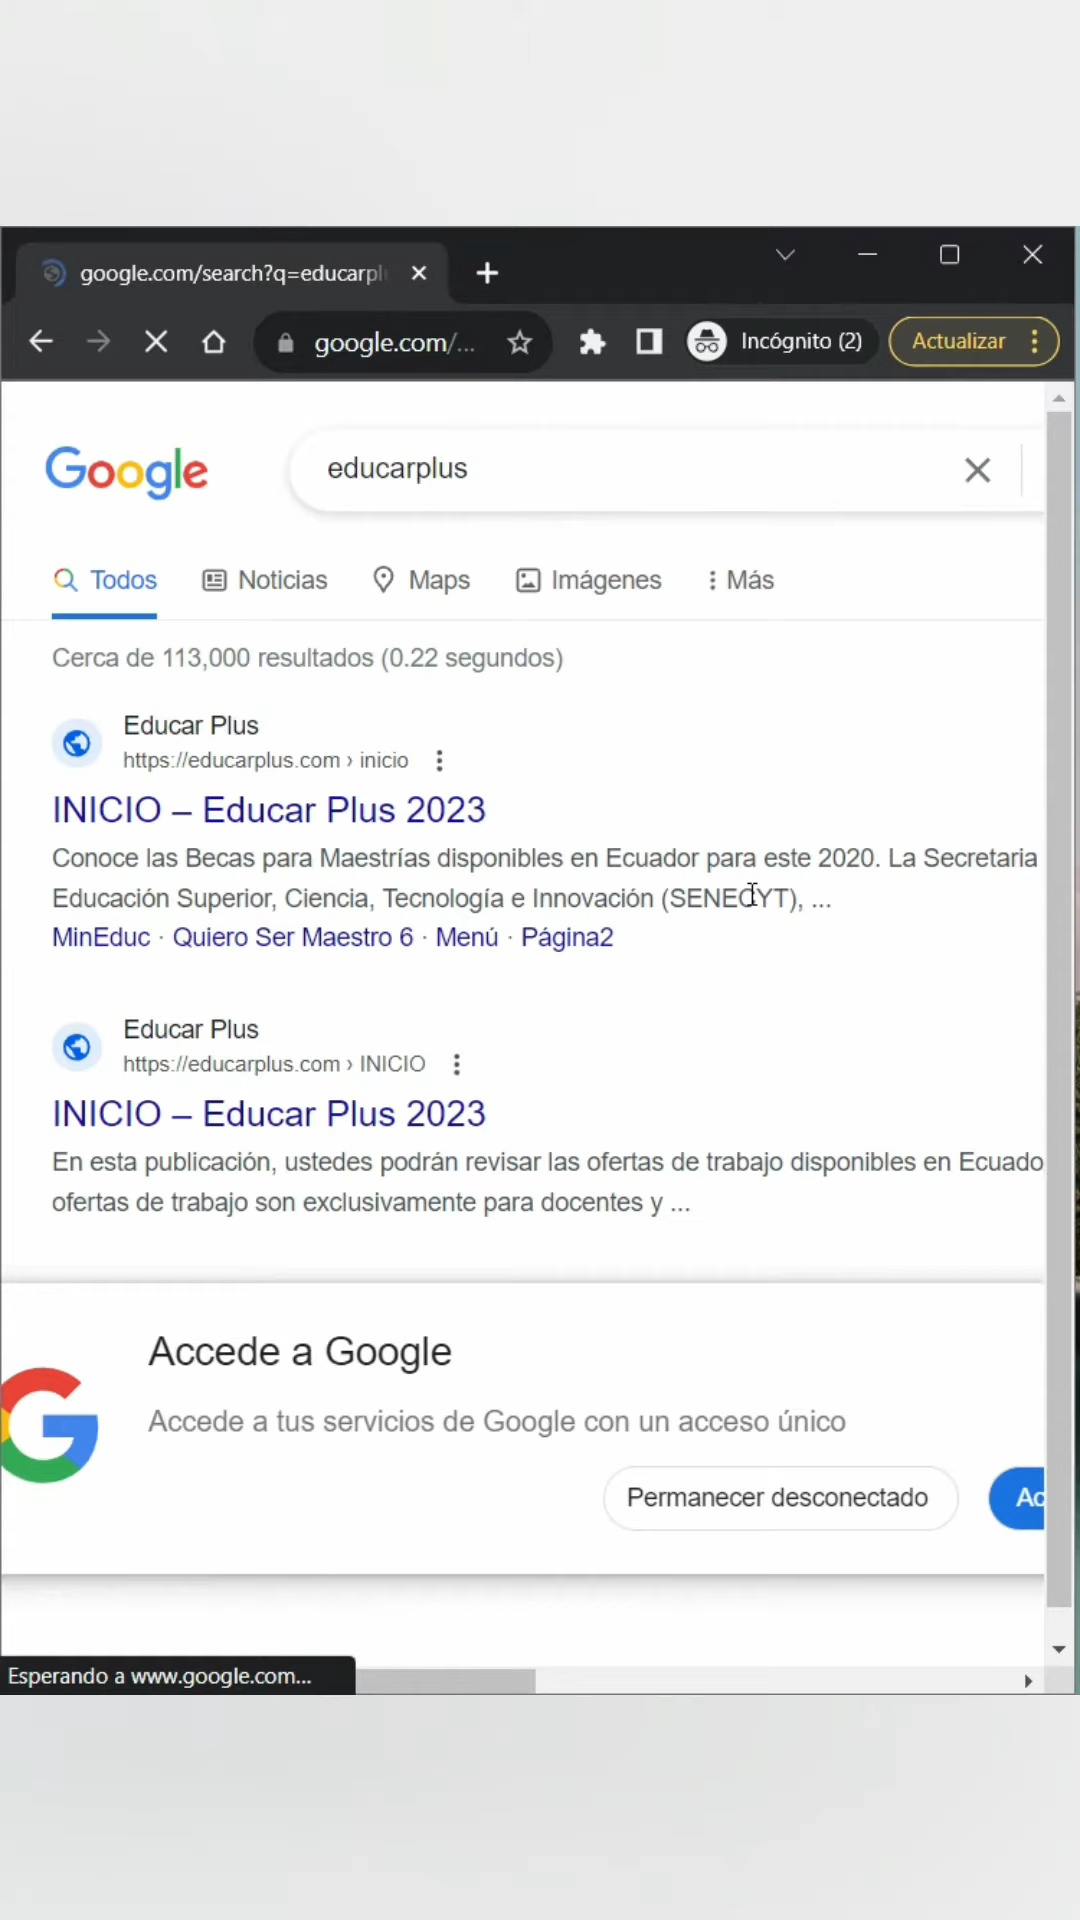 google.com/search?q=educarpl
google.com/...
Incógnito (2)
Actualizar
Google
educarplus
Todos
Noticias
Maps
Imágenes
Más
Cerca de 113,000 resultados (0.22 segundos)
Educar Plus
https://educarplus.com › inicio
INICIO – Educar Plus 2023
Conoce las Becas para Maestrías disponibles en Ecuador para este 2020. La Secretaria
Educación Superior, Ciencia, Tecnología e Innovación (SENECYT), ...
MinEduc · Quiero Ser Maestro 6 · Menú · Página2
Educar Plus
https://educarplus.com › INICIO
INICIO – Educar Plus 2023
En esta publicación, ustedes podrán revisar las ofertas de trabajo disponibles en Ecuado
ofertas de trabajo son exclusivamente para docentes y ...
Accede a Google
Accede a tus servicios de Google con un acceso único
Permanecer desconectado
Ac
Esperando a www.google.com...